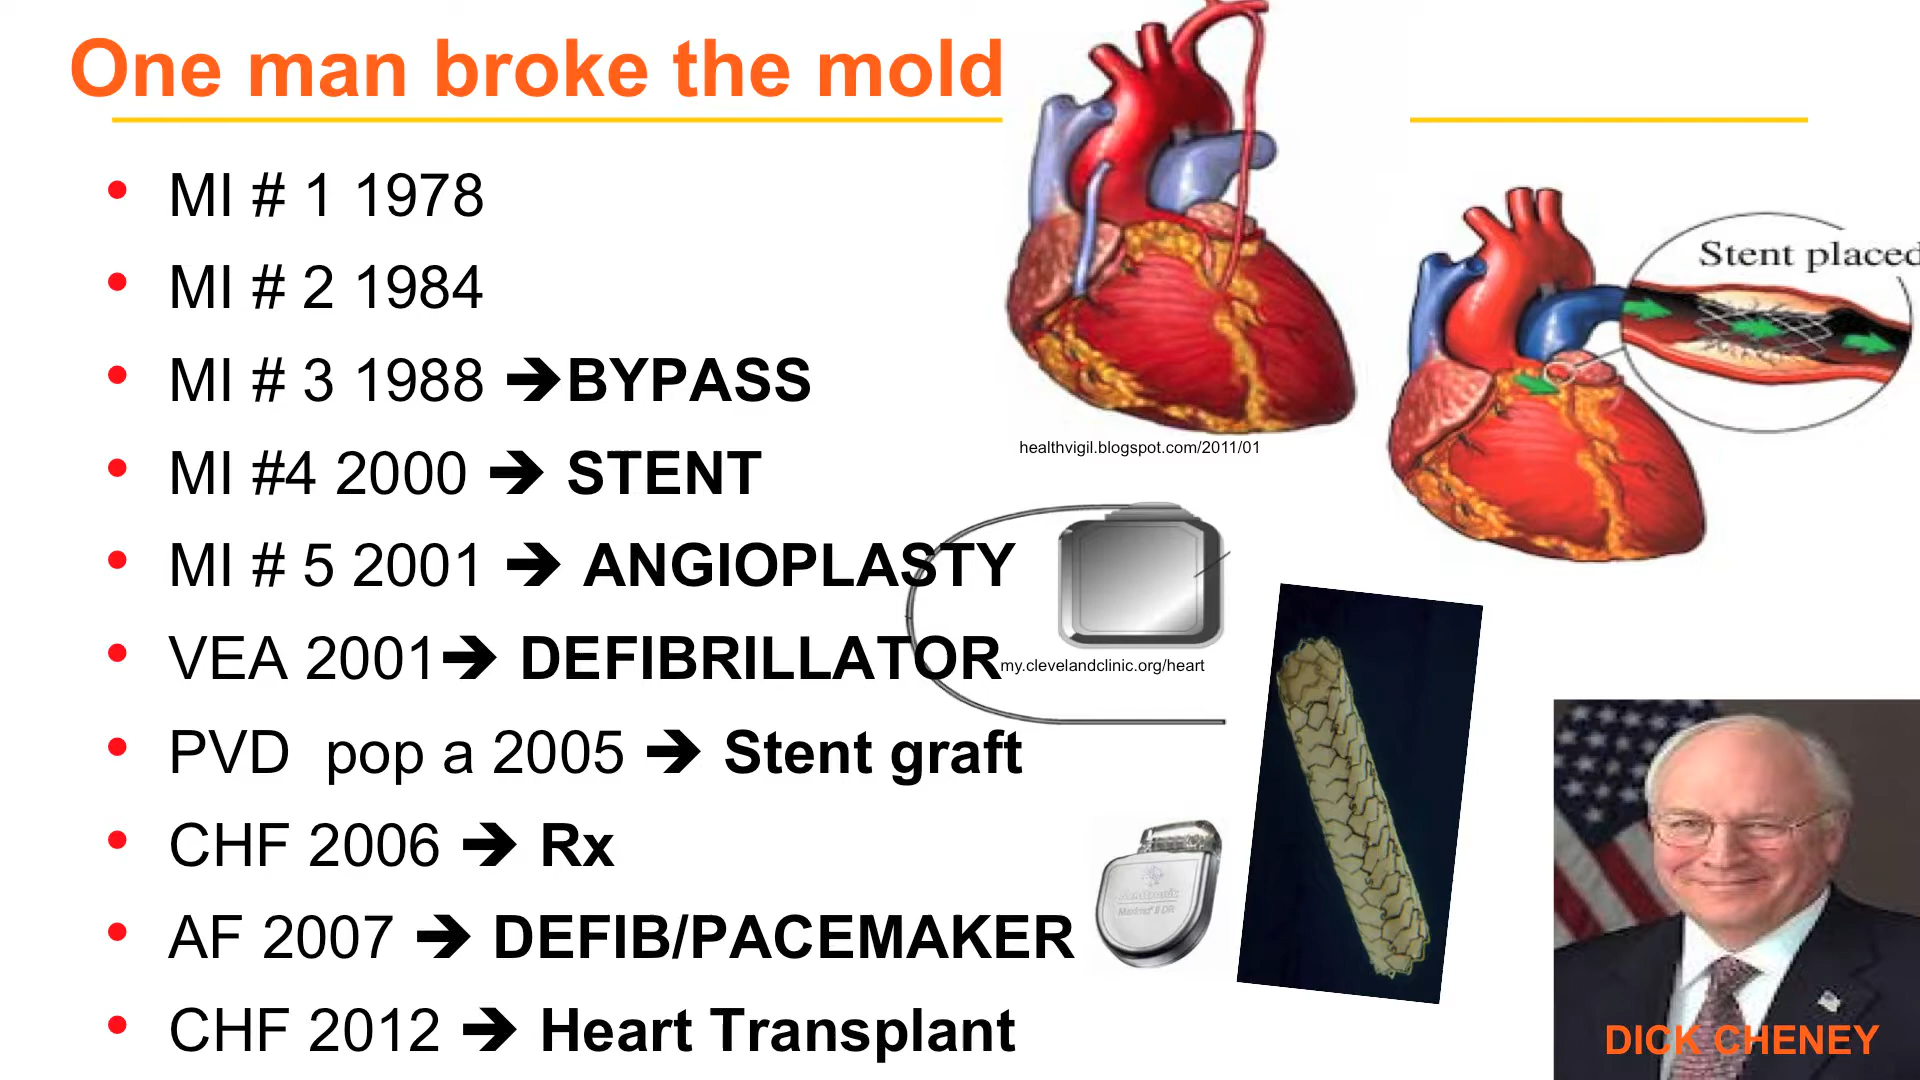 One man broke the mold
• MI # 1 1978
• MI # 2 1984
• MI # 3 1988 ➔BYPASS
• MI #4 2000 ➔ STENT
• MI # 5 2001 ➔ ANGIOPLASTY
• VEA 2001➔ DEFIBRILLATOR
• PVD  pop a 2005 ➔ Stent graft
• CHF 2006 ➔ Rx
• AF 2007 ➔ DEFIB/PACEMAKER
• CHF 2012 ➔ Heart Transplant
healthvigil.blogspot.com/2011/01
Stent placed
my.clevelandclinic.org/heart
DICK CHENEY